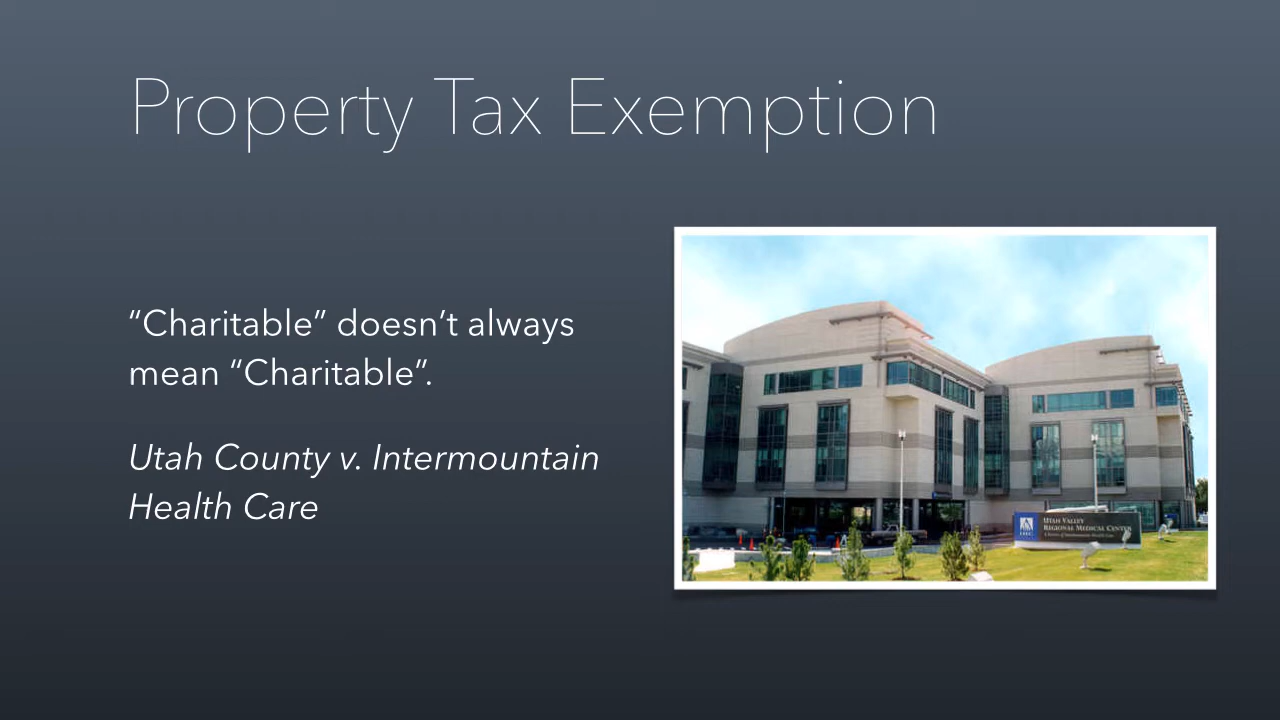 Property Tax Exemption
“Charitable” doesn’t always
mean “Charitable”.
Utah County v. Intermountain
Health Care
UTAH VALLEY
REGIONAL MEDICAL CENTER